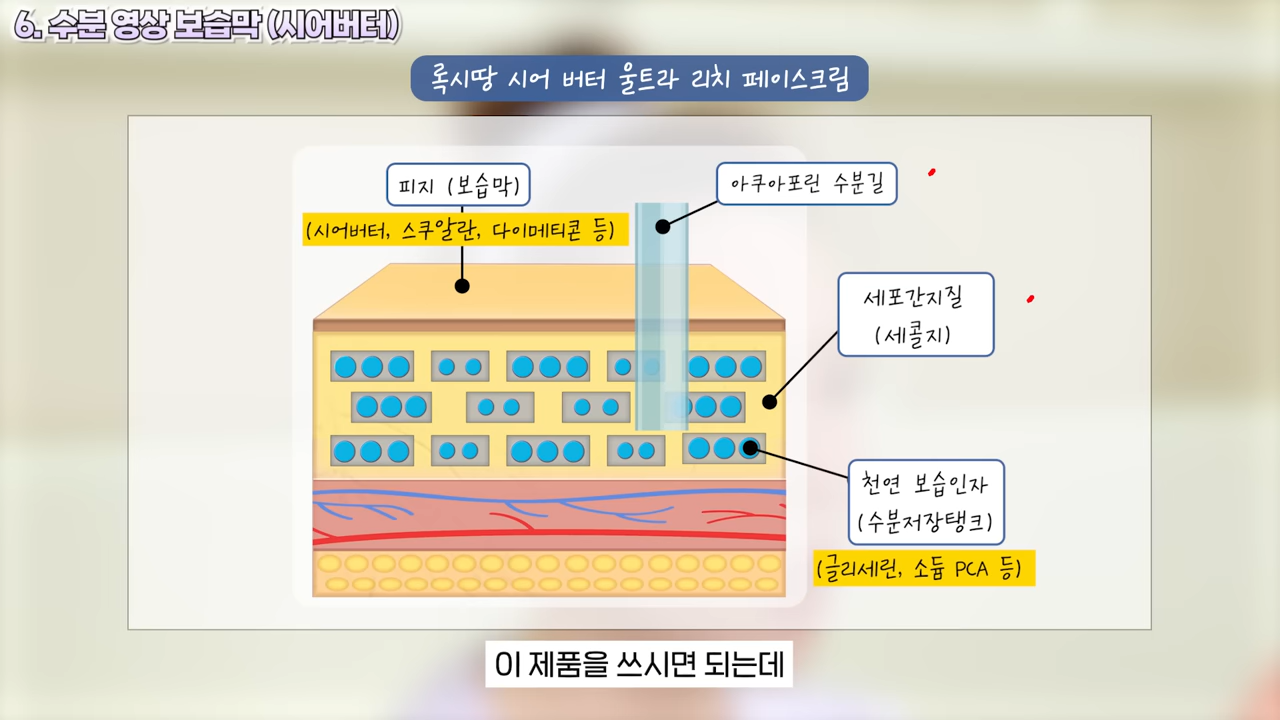 6. 수분 영상 보습막 (시어버터)
록시땅 시어 버터 울트라 리치 페이스크림
피지 (보습막)
(시어버터, 스쿠알란, 다이메티콘 등)
아쿠아포린 수분길
세포간지질
(세콜지)
천연 보습인자
(수분저장탱크)
(글리세린, 소듐 PCA 등)
이 제품을 쓰시면 되는데